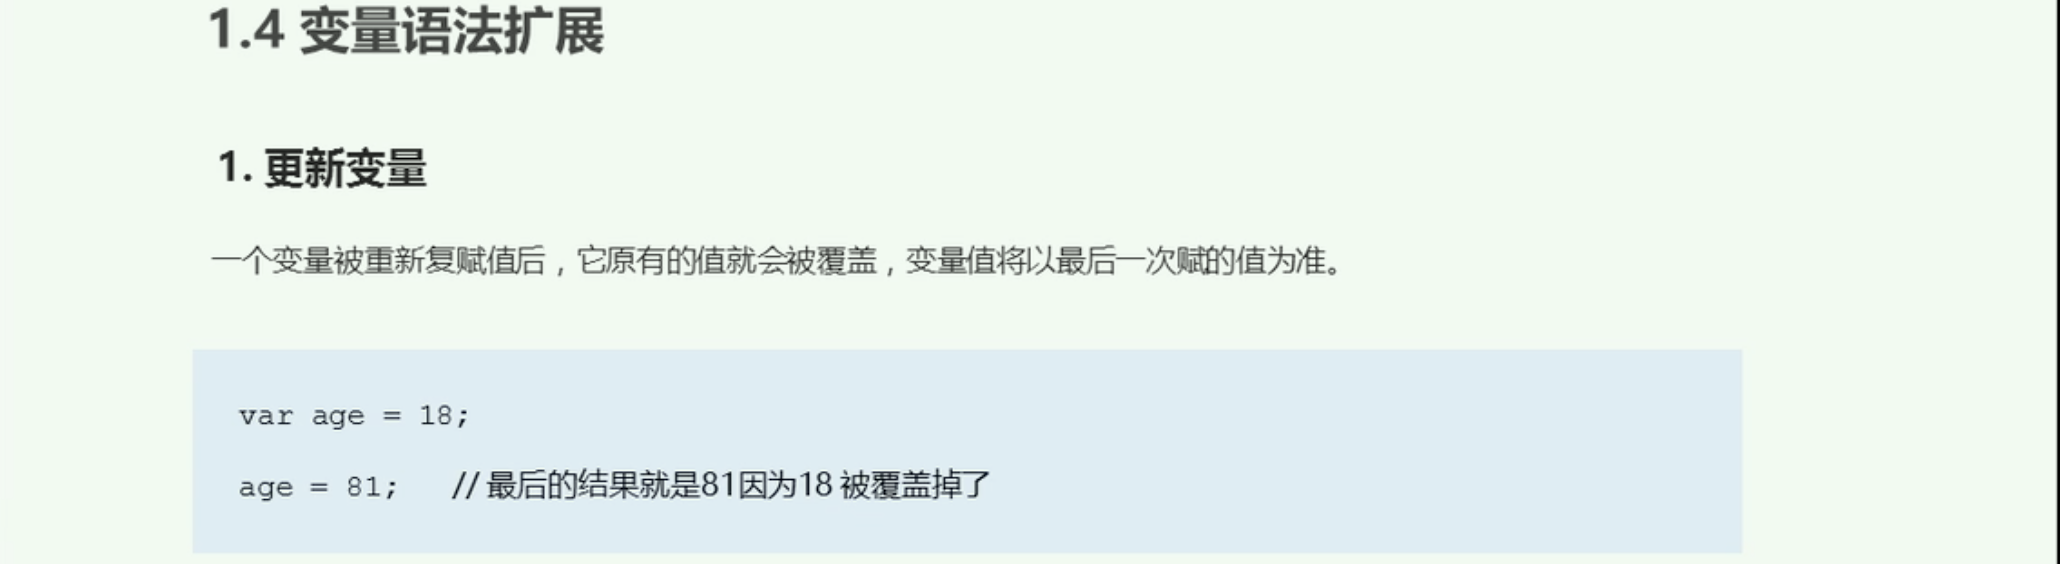 1.4 变量语法扩展
1. 更新变量
一个变量被重新复赋值后，它原有的值就会被覆盖，变量值将以最后一次赋的值为准。
var age = 18;
age = 81;   // 最后的结果就是81因为18 被覆盖掉了